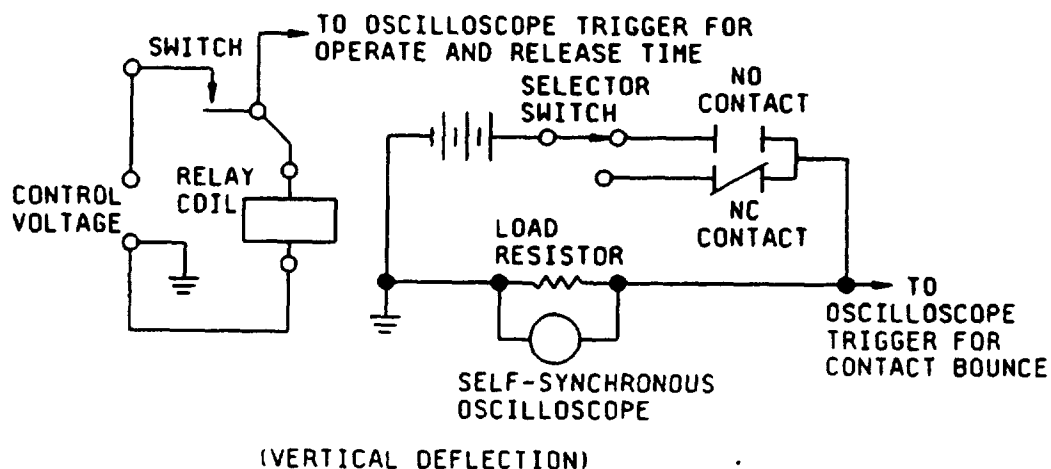 TO OSCILLOSCOPE TRIGGER FOR
OPERATE AND RELEASE TIME
SWITCH
SELECTOR
SWITCH
NO
CONTACT
CONTROL
VOLTAGE
RELAY
COIL
NC
CONTACT
LOAD
RESISTOR
TO
OSCILLOSCOPE
TRIGGER FOR
CONTACT BOUNCE
SELF-SYNCHRONOUS
OSCILLOSCOPE
(VERTICAL DEFLECTION)